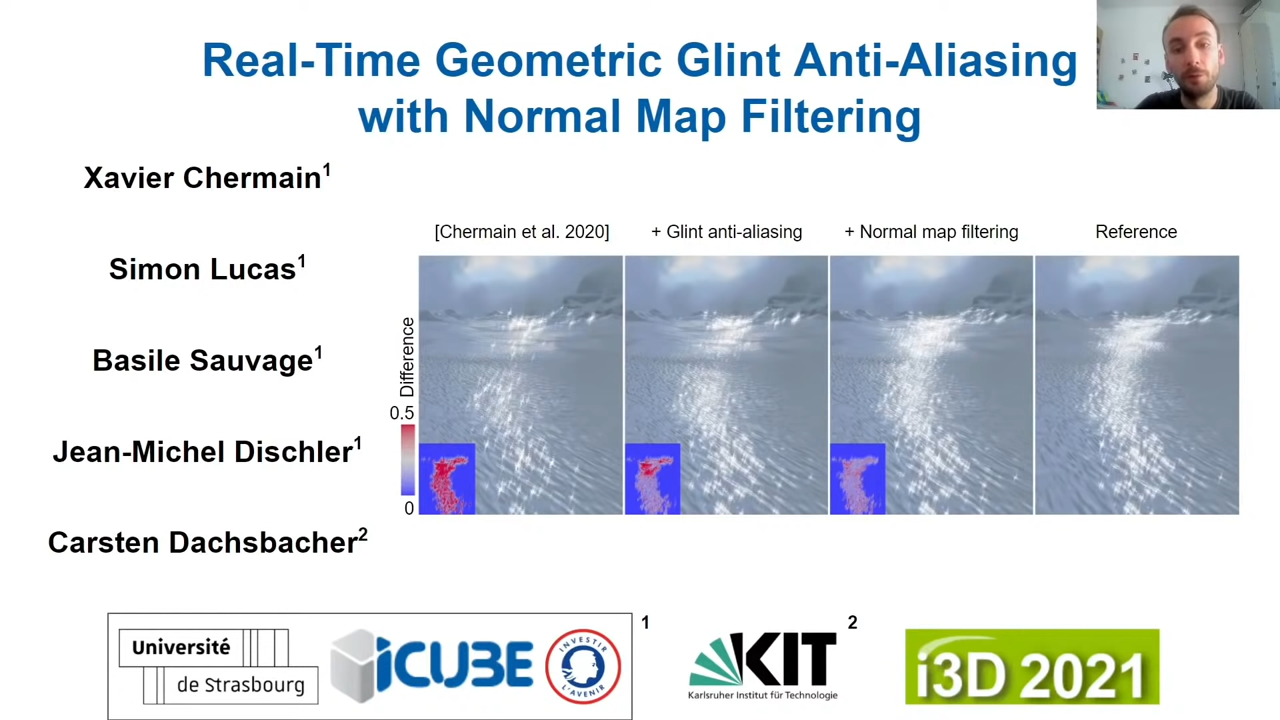 Real-Time Geometric Glint Anti-Aliasing
with Normal Map Filtering
Xavier Chermain1
Simon Lucas1
Basile Sauvage1
Jean-Michel Dischler1
Carsten Dachsbacher2
[Chermain et al. 2020]
+ Glint anti-aliasing
+ Normal map filtering
Reference
Difference
0.5
0
Université
de Strasbourg
iCUBE
INVESTIR
L'AVENIR
1
KIT
Karlsruher Institut für Technologie
2
i3D 2021